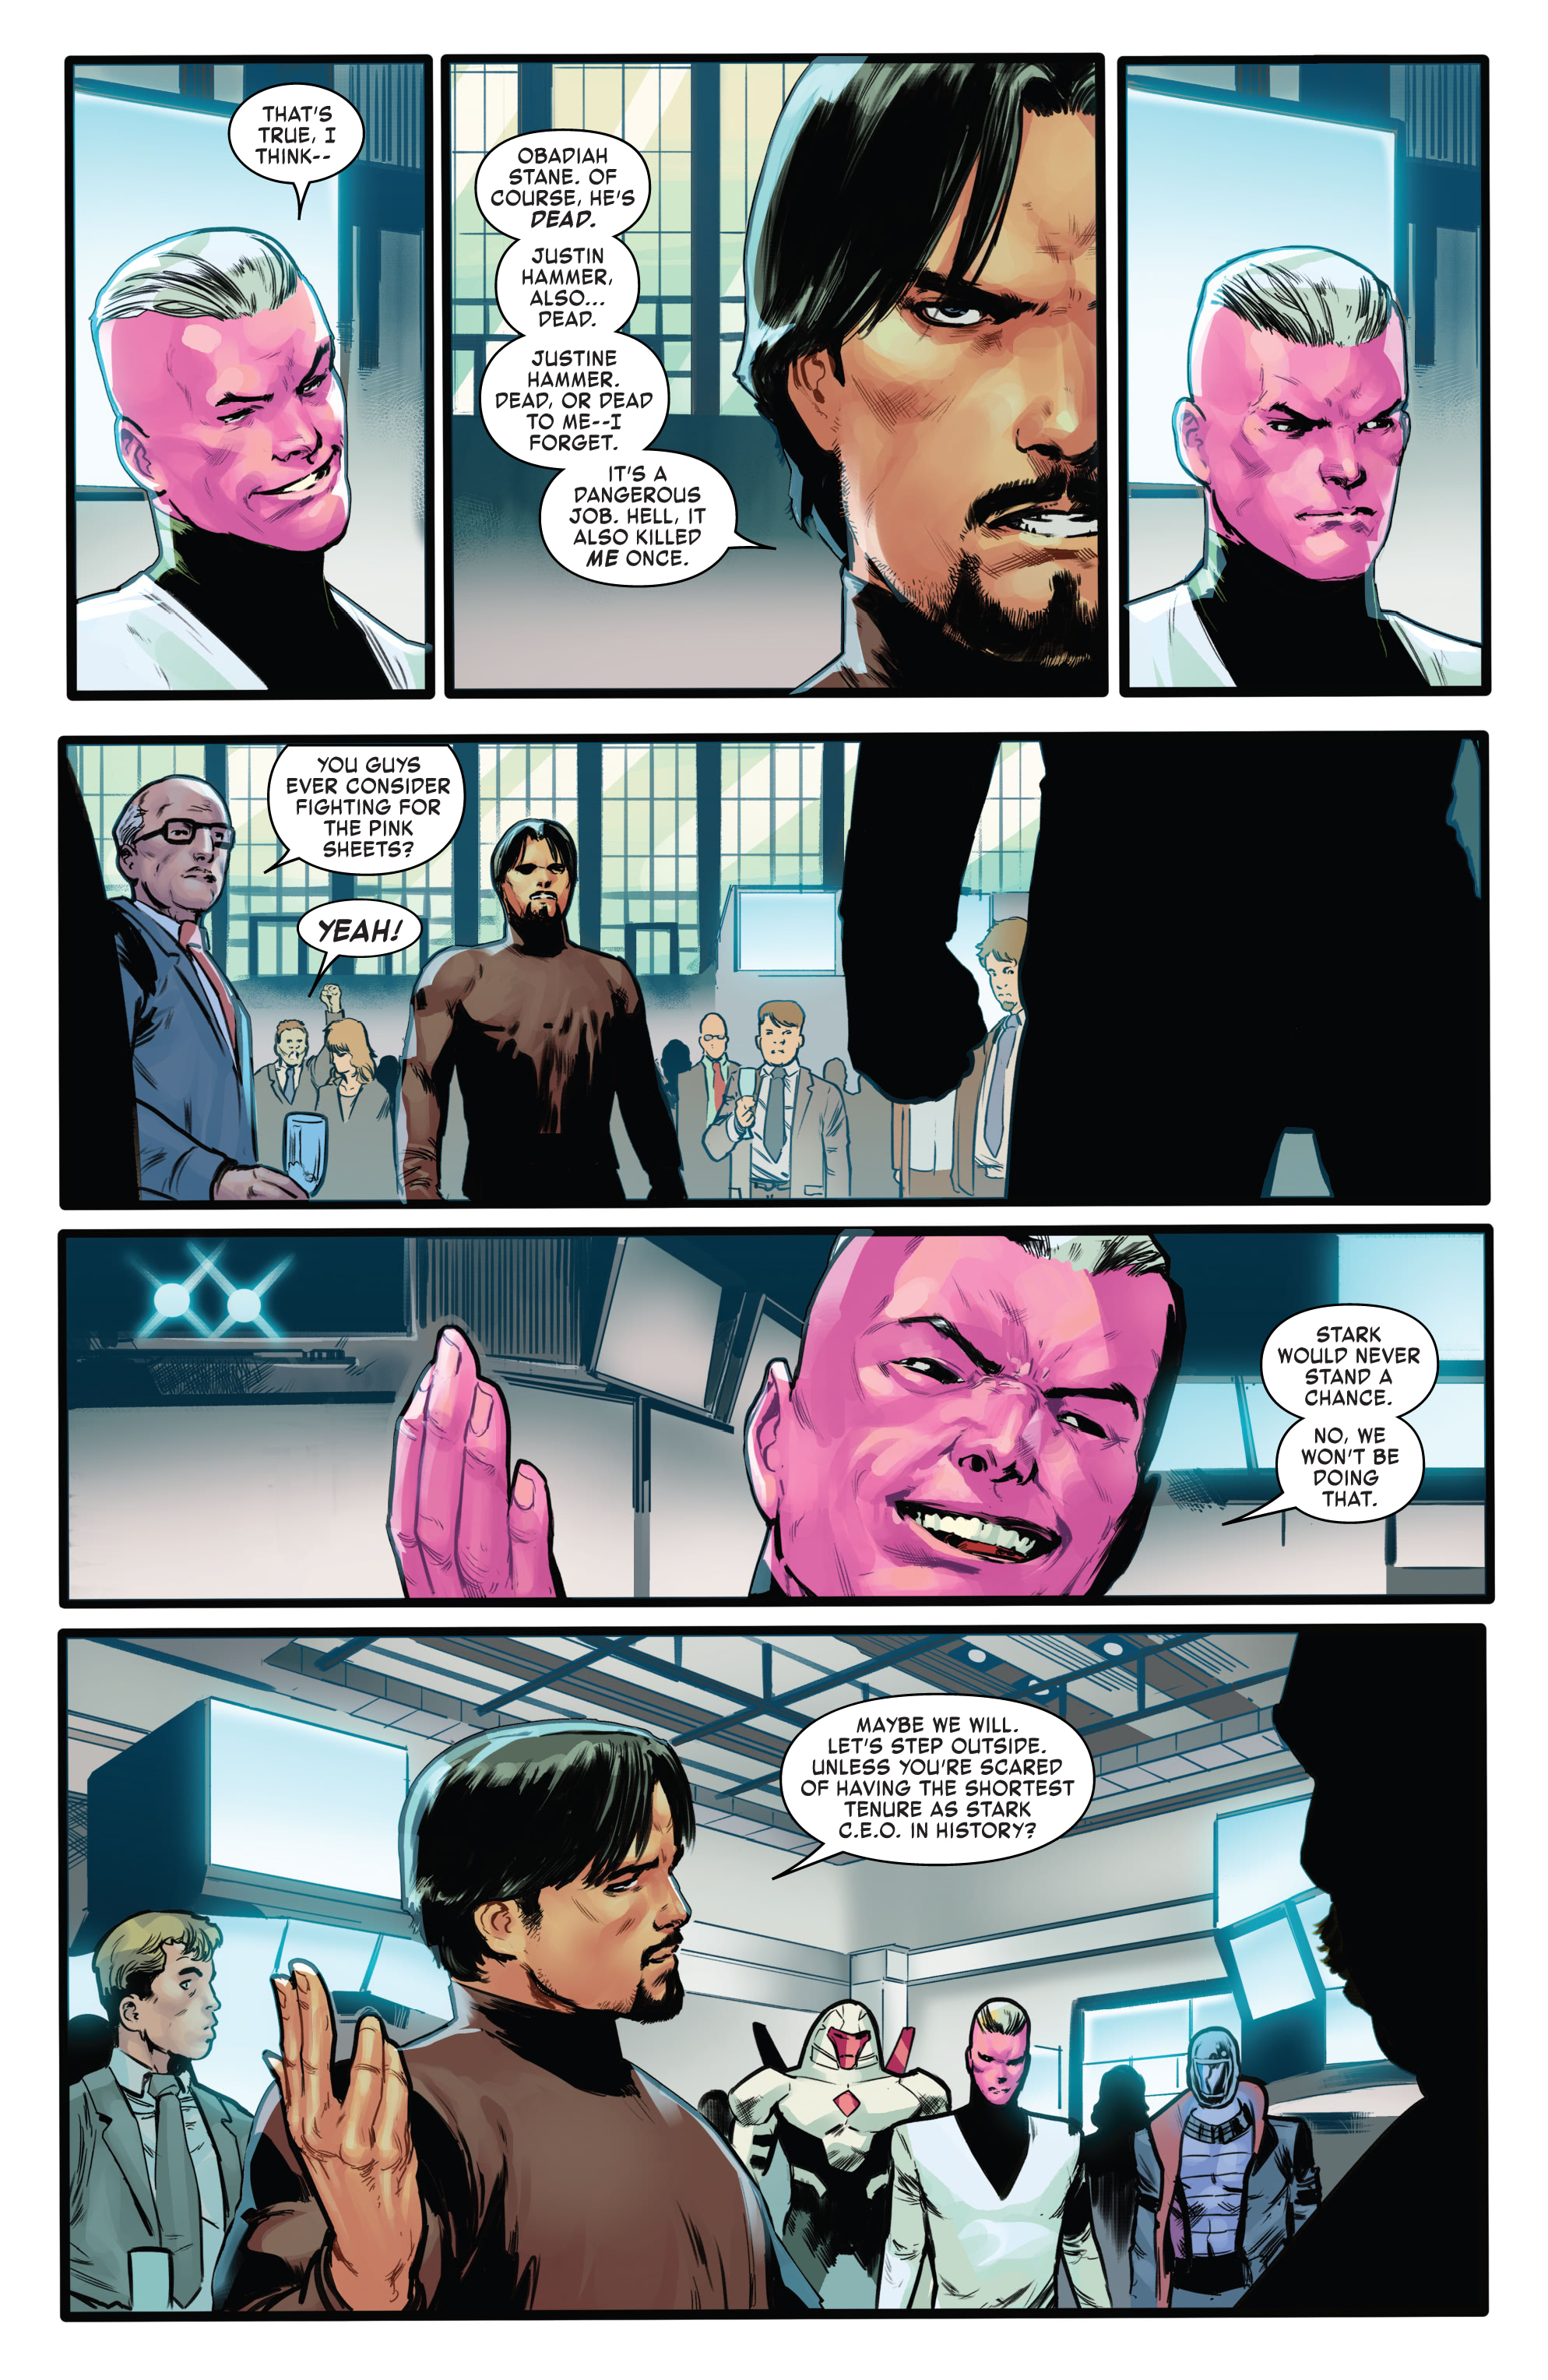 THAT'S
TRUE, I
THINK--
OBADIAH
STANE. OF
COURSE, HE'S
DEAD.
JUSTIN
HAMMER,
ALSO...
DEAD.
JUSTINE
HAMMER.
DEAD, OR DEAD
TO ME--I
FORGET.
IT'S A
DANGEROUS
JOB. HELL, IT
ALSO KILLED
ME ONCE.
YOU GUYS
EVER CONSIDER
FIGHTING FOR
THE PINK
SHEETS?
YEAH!
STARK
WOULD NEVER
STAND A
CHANCE.
NO, WE
WON'T BE
DOING
THAT.
MAYBE WE WILL.
LET'S STEP OUTSIDE.
UNLESS YOU'RE SCARED
OF HAVING THE SHORTEST
TENURE AS STARK
C.E.O. IN HISTORY?